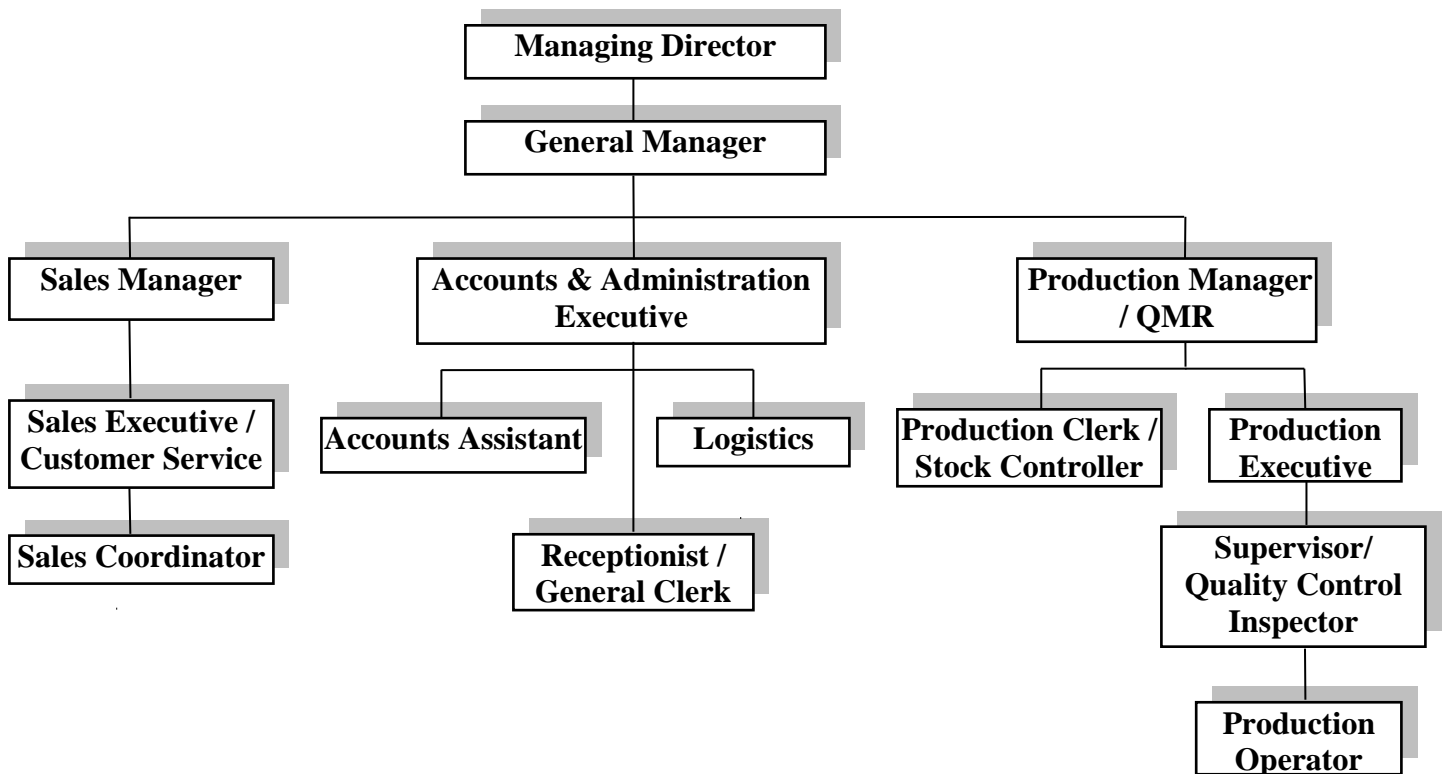 Managing Director
General Manager
Sales Manager
Accounts & Administration
Executive
Production Manager
/ QMR
Sales Executive /
Customer Service
Accounts Assistant
Logistics
Production Clerk /
Stock Controller
Production
Executive
Sales Coordinator
Receptionist /
General Clerk
Supervisor/
Quality Control
Inspector
Production
Operator